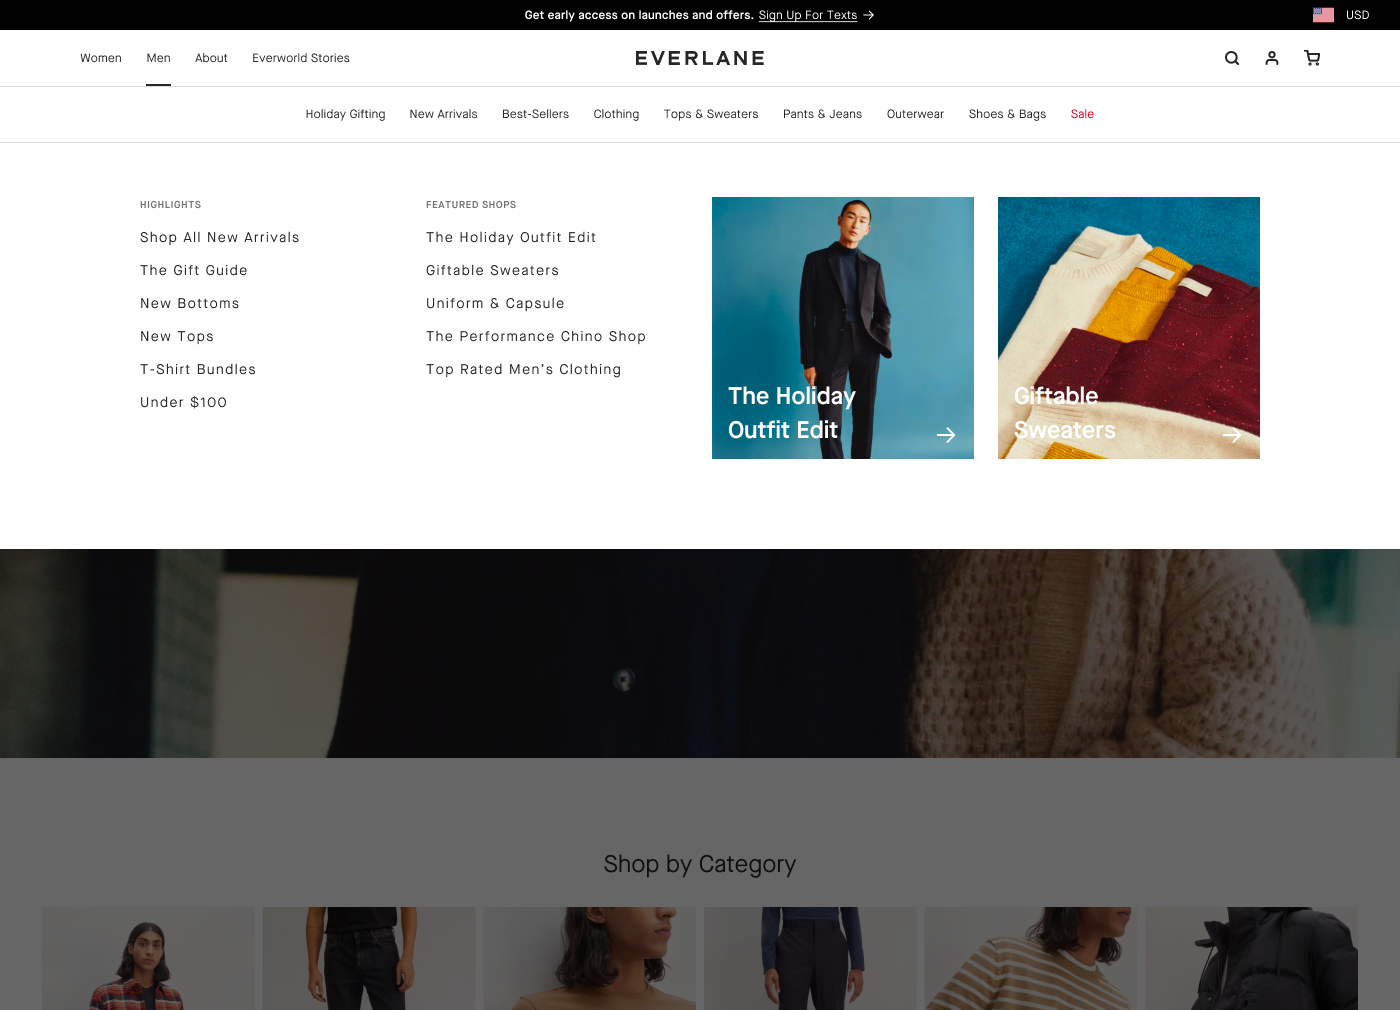 Get early access on launches and offers. Sign Up For Texts →
USD
Women
Men
About
Everworld Stories
EVERLANE
Holiday Gifting
New Arrivals
Best-Sellers
Clothing
Tops & Sweaters
Pants & Jeans
Outerwear
Shoes & Bags
Sale
HIGHLIGHTS
Shop All New Arrivals
The Gift Guide
New Bottoms
New Tops
T-Shirt Bundles
Under $100
FEATURED SHOPS
The Holiday Outfit Edit
Giftable Sweaters
Uniform & Capsule
The Performance Chino Shop
Top Rated Men’s Clothing
The Holiday
Outfit Edit
Giftable
Sweaters
Shop by Category